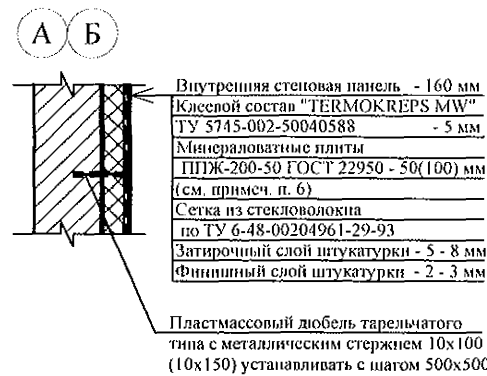 А Б
Внутренняя стеновая панель - 160 мм
Клеевой состав "TERMOKREPS MW"
ТУ 5745-002-50040588 - 5 мм
Минераловатные плиты
ППЖ-200-50 ГОСТ 22950 - 50(100) мм
(см. примеч. п. 6)
Сетка из стекловолокна
по ТУ 6-48-00204961-29-93
Затирочный слой штукатурки - 5 - 8 мм
Финишный слой штукатурки - 2 - 3 мм
Пластмассовый дюбель тарельчатого
типа с металлическим стержнем 10x100
(10x150) устанавливать с шагом 500x500